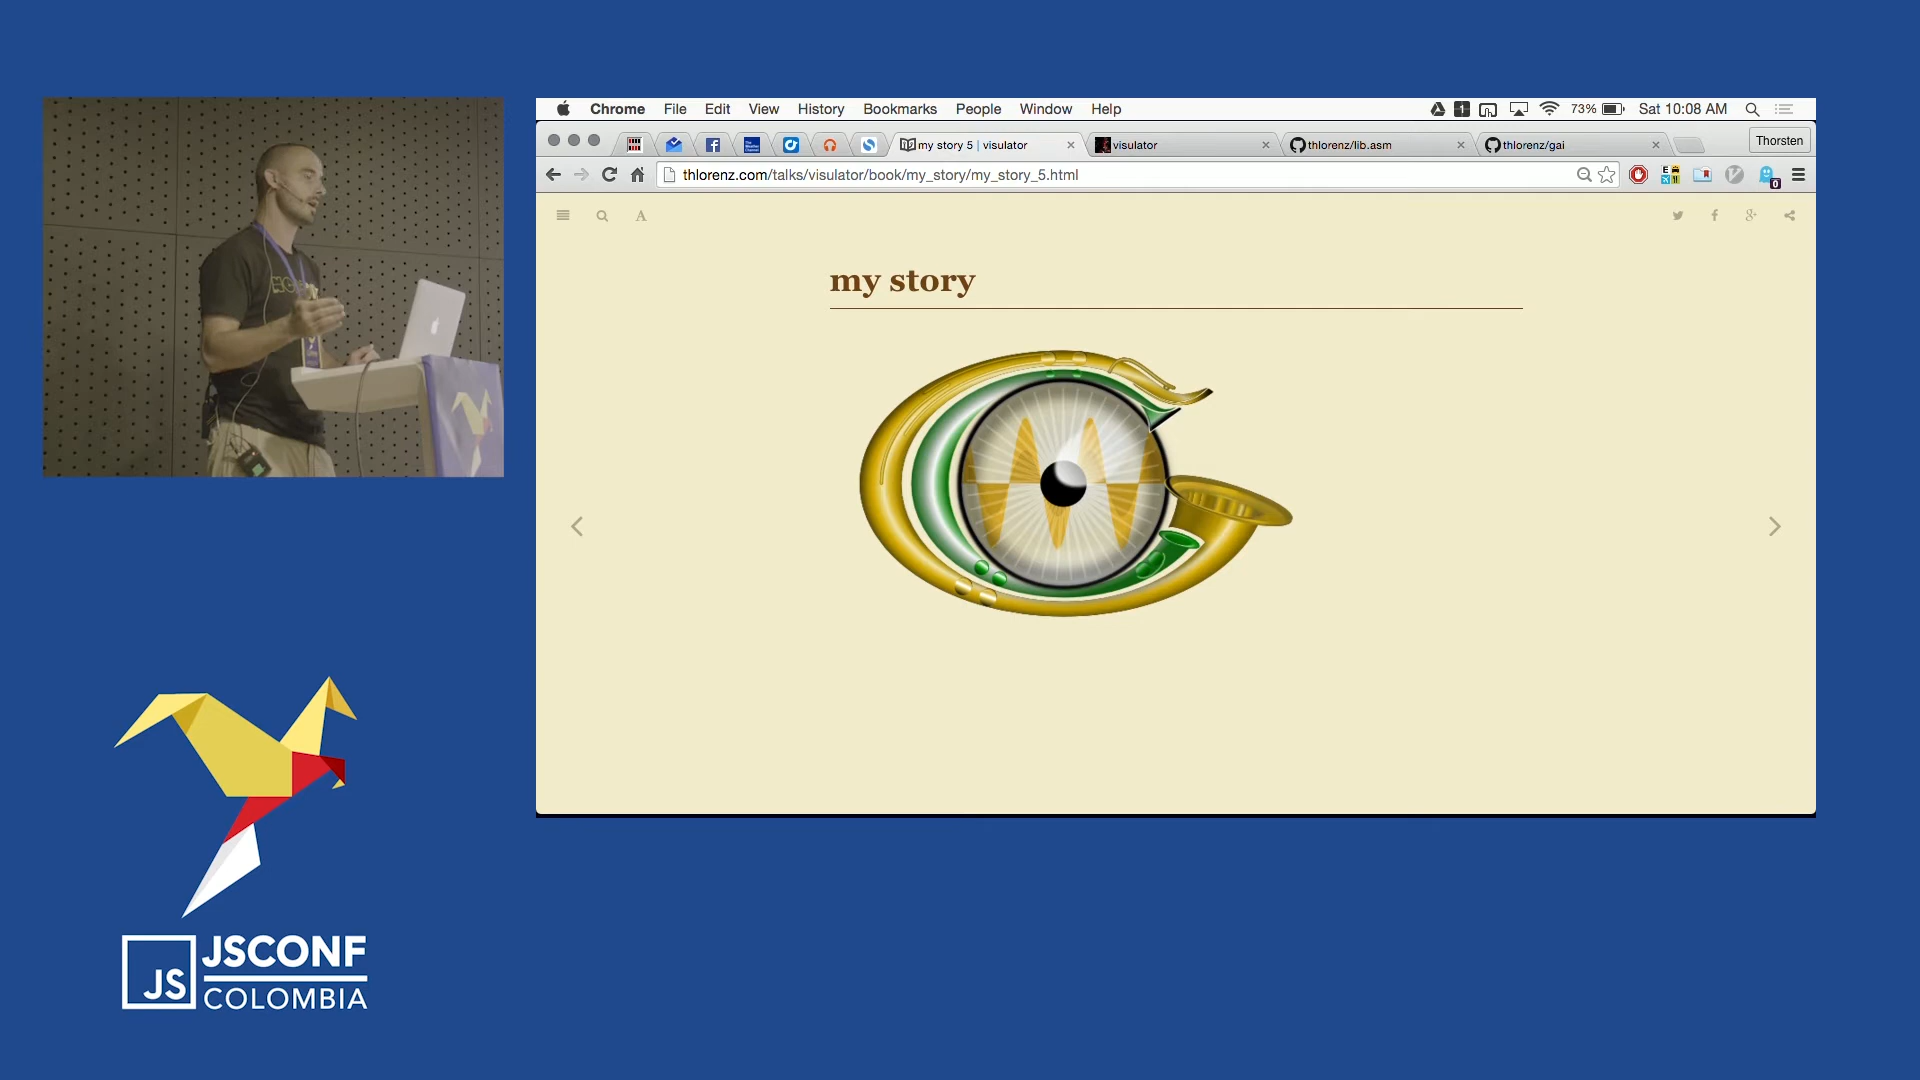 Chrome File Edit View History Bookmarks People Window Help
1 73% Sat 10:08 AM
my story 5 | visulator
visulator
thlorenz/lib.asm
thlorenz/gai
Thorsten
thlorenz.com/talks/visulator/book/my_story/my_story_5.html
0
A
my story
JS
JSCONF
COLOMBIA